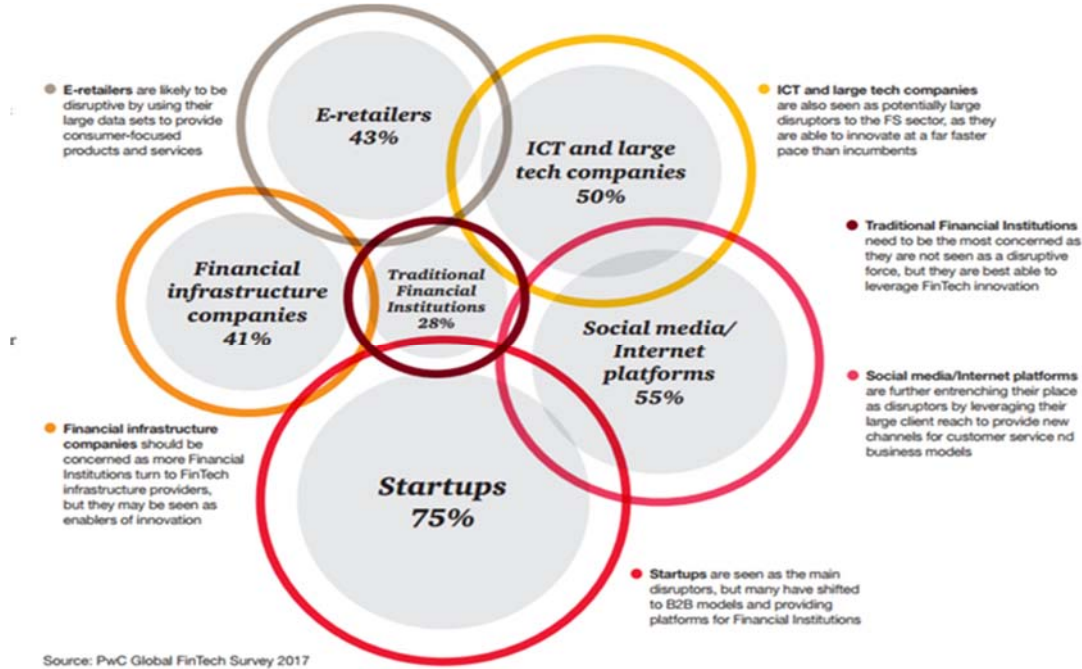 E-retailers are likely to be
disruptive by using their
large data sets to provide
consumer-focused
products and services
E-retailers
43%
ICT and large
tech companies
50%
ICT and large tech companies
are also seen as potentially large
disruptors to the FS sector, as they
are able to innovate at a far faster
pace than incumbents
Financial
infrastructure
companies
41%
Traditional
Financial
Institutions
28%
Social media/
Internet
platforms
55%
Traditional Financial Institutions
need to be the most concerned as
they are not seen as a disruptive
force, but they are best able to
leverage FinTech innovation
r
Social media/Internet platforms
are further entrenching their place
as disruptors by leveraging their
large client reach to provide new
channels for customer service nd
business models
Financial infrastructure
companies should be
concerned as more Financial
Institutions turn to FinTech
infrastructure providers,
but they may be seen as
enablers of innovation
Startups
75%
Startups are seen as the main
disruptors, but many have shifted
to B2B models and providing
platforms for Financial Institutions
Source: PwC Global FinTech Survey 2017